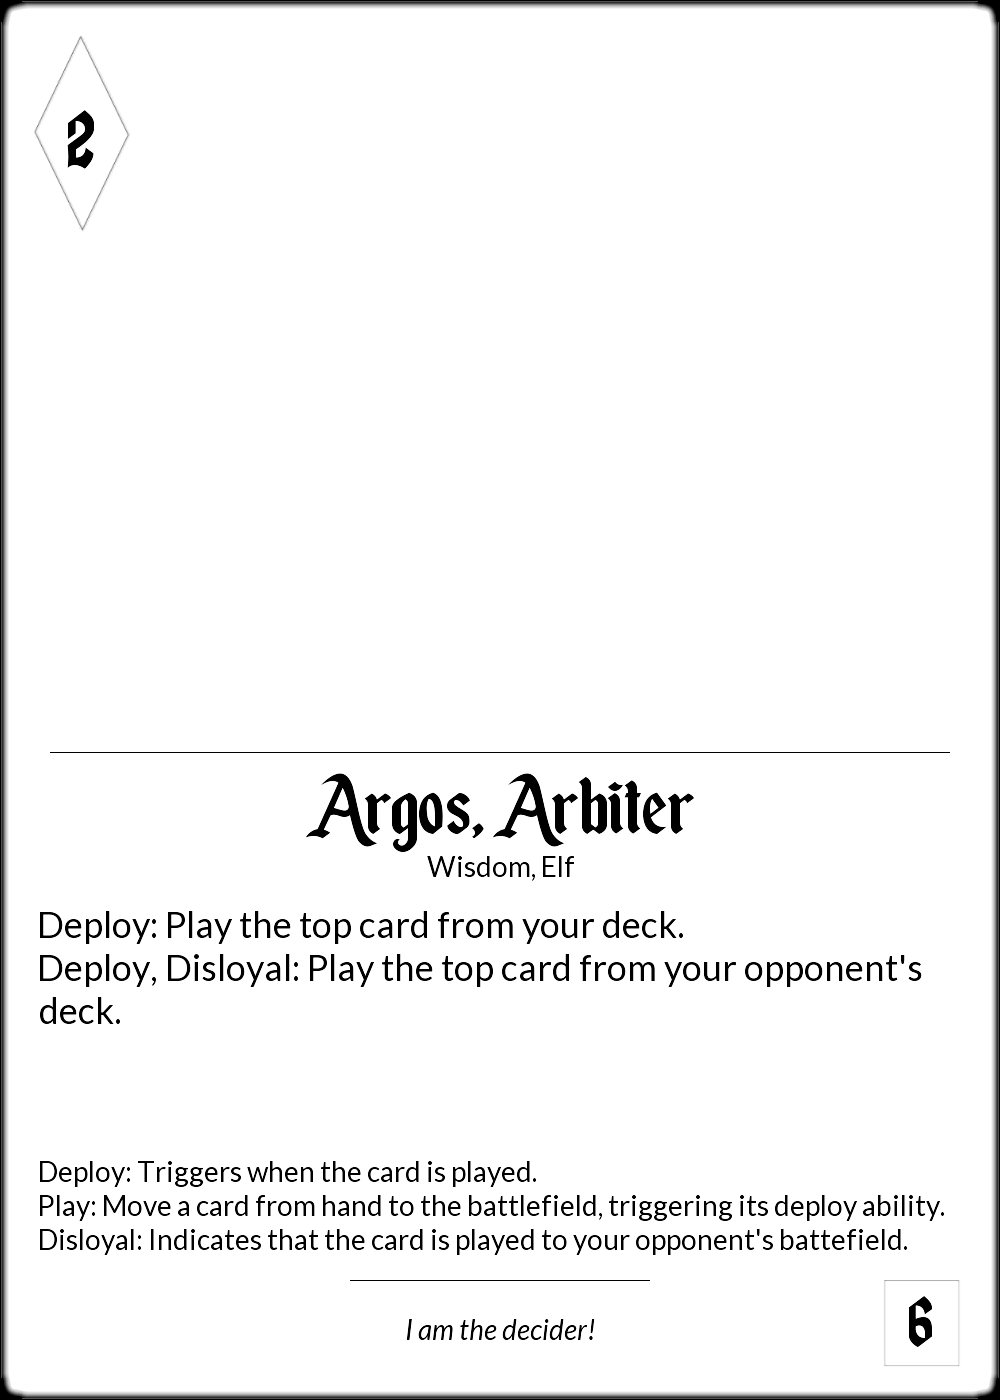 2
Argos, Arbiter
Wisdom, Elf
Deploy: Play the top card from your deck.
Deploy, Disloyal: Play the top card from your opponent's
deck.
Deploy: Triggers when the card is played.
Play: Move a card from hand to the battlefield, triggering its deploy ability.
Disloyal: Indicates that the card is played to your opponent's battefield.
I am the decider!
6